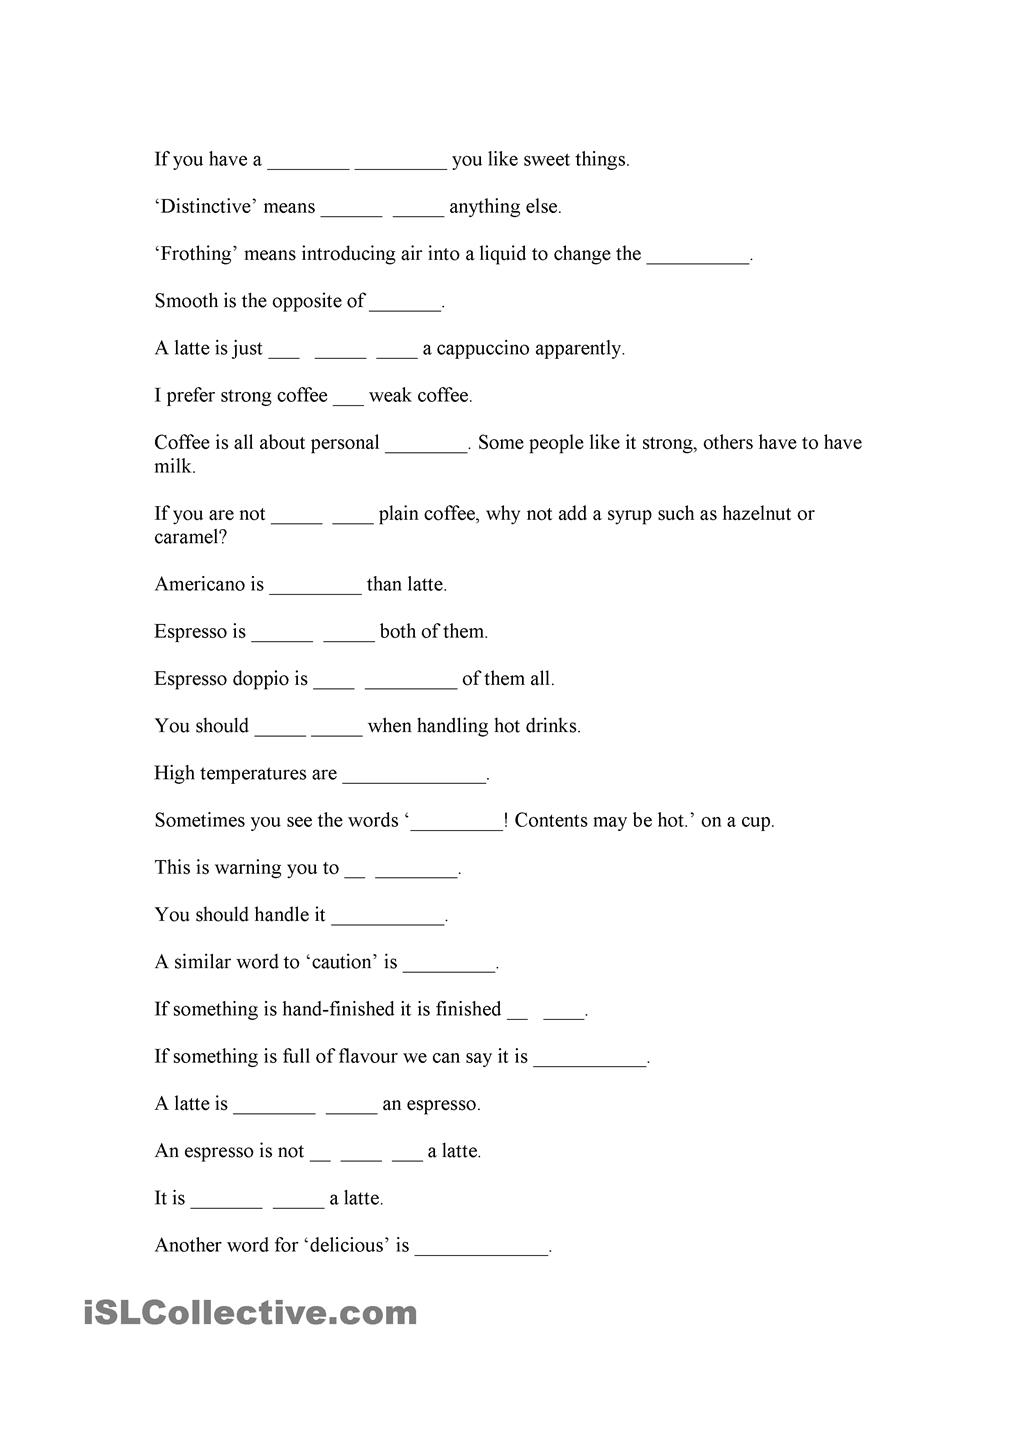 If you have a ________ _________ you like sweet things.
‘Distinctive’ means ______ _____ anything else.
‘Frothing’ means introducing air into a liquid to change the __________.
Smooth is the opposite of _______.
A latte is just ___ _____ ____ a cappuccino apparently.
I prefer strong coffee ___ weak coffee.
Coffee is all about personal ________. Some people like it strong, others have to have
milk.
If you are not _____ ____ plain coffee, why not add a syrup such as hazelnut or
caramel?
Americano is _________ than latte.
Espresso is ______ _____ both of them.
Espresso doppio is ____ _________ of them all.
You should _____ _____ when handling hot drinks.
High temperatures are ______________.
Sometimes you see the words ‘_________! Contents may be hot.’ on a cup.
This is warning you to __ ________.
You should handle it ___________.
A similar word to ‘caution’ is _________.
If something is hand-finished it is finished __ ____.
If something is full of flavour we can say it is ___________.
A latte is ________ _____ an espresso.
An espresso is not __ ____ ___ a latte.
It is _______ _____ a latte.
Another word for ‘delicious’ is _____________.
iSLCollective.com